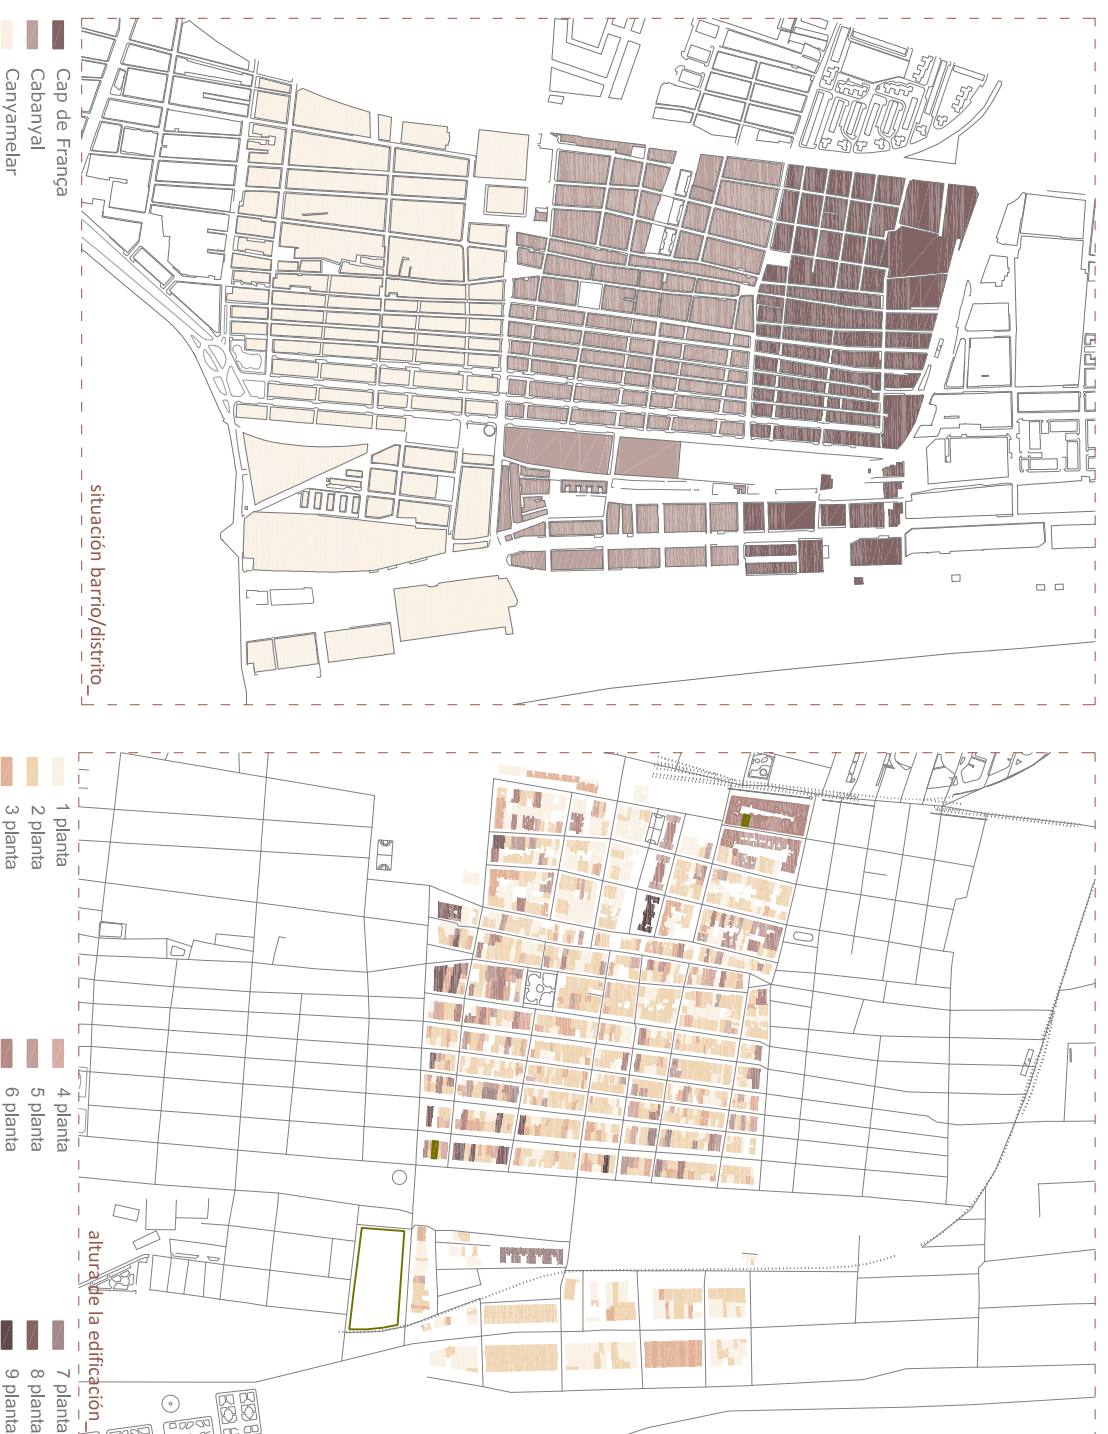 Cap de França
Cabanyal
Canyamelar
situación barrio/distrito_
1 planta
2 planta
3 planta
4 planta
5 planta
6 planta
7 planta
8 planta
9 planta
altura de la edificación_